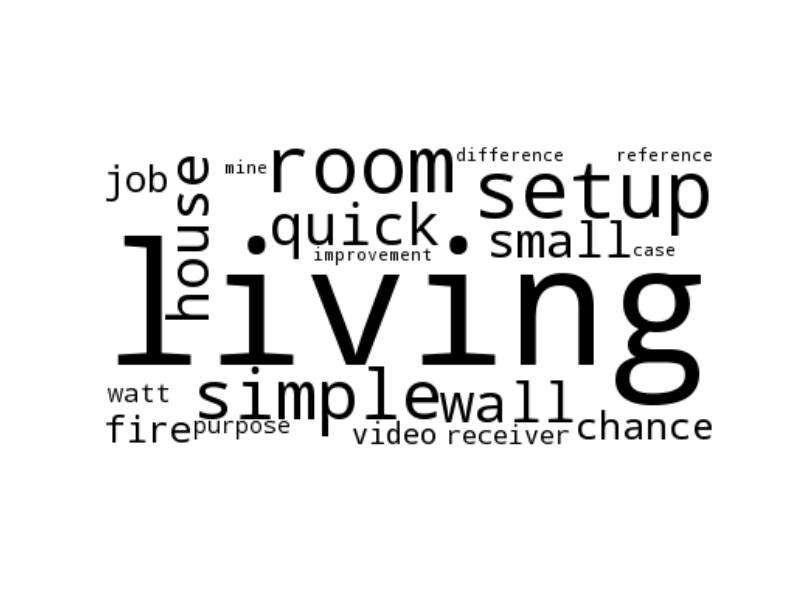 difference reference
mine room
job
house
setup
quick
small
improvement case
living
watt simple wall
fire purpose video receiver chance